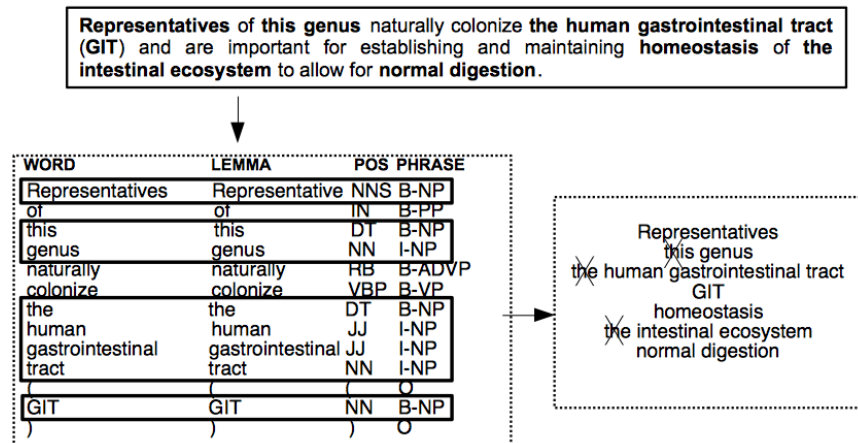 Representatives of this genus naturally colonize the human gastrointestinal tract
(GIT) and are important for establishing and maintaining homeostasis of the
intestinal ecosystem to allow for normal digestion.
WORD LEMMA POS PHRASE
Representatives Representative NNS B-NP
of of IN B-PP
this this DT B-NP
genus genus NN I-NP
naturally naturally RB B-ADVP
colonize colonize VBP B-VP
the the DT B-NP
human human JJ I-NP
gastrointestinal gastrointestinal JJ I-NP
tract tract NN I-NP
( ( ( O
GIT GIT NN B-NP
) ) ) O
Representatives
this genus
the human gastrointestinal tract
GIT
homeostasis
the intestinal ecosystem
normal digestion